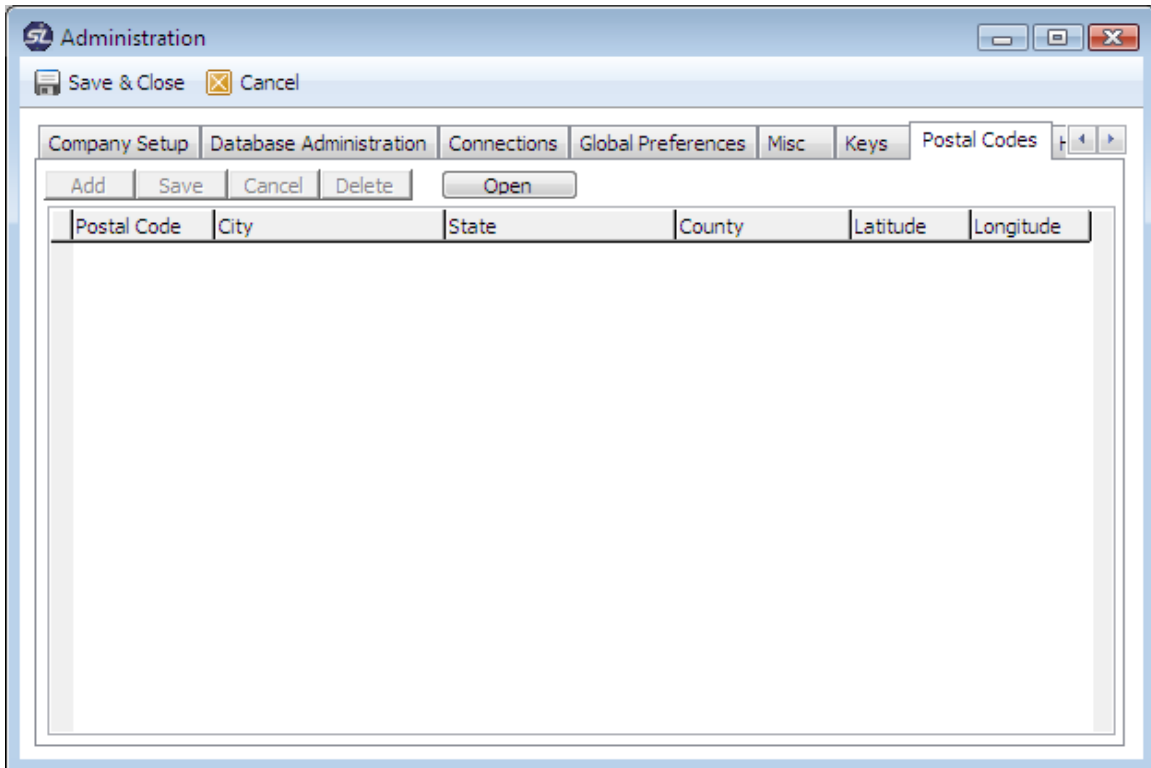 SL Administration
Save & Close Cancel
Company Setup Database Administration Connections Global Preferences Misc Keys Postal Codes
Add Save Cancel Delete Open
Postal Code City State County Latitude Longitude